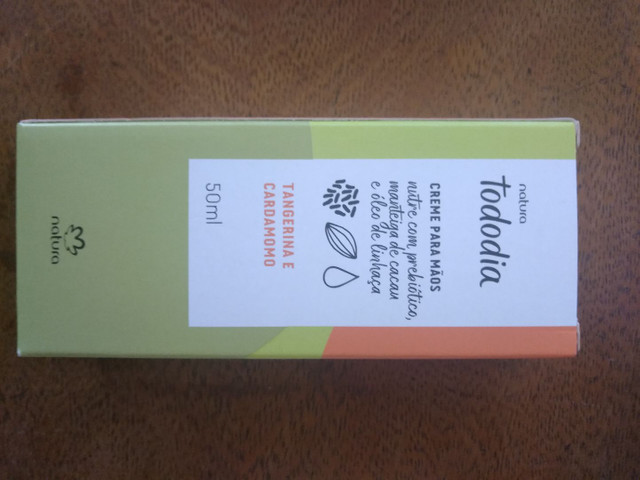 natura
tododia
CREME PARA MÃOS
nutre com prebiótico,
manteiga de cacau
e óleo de linhaça
TANGERINA E
CARDAMOMO
50ml
natura